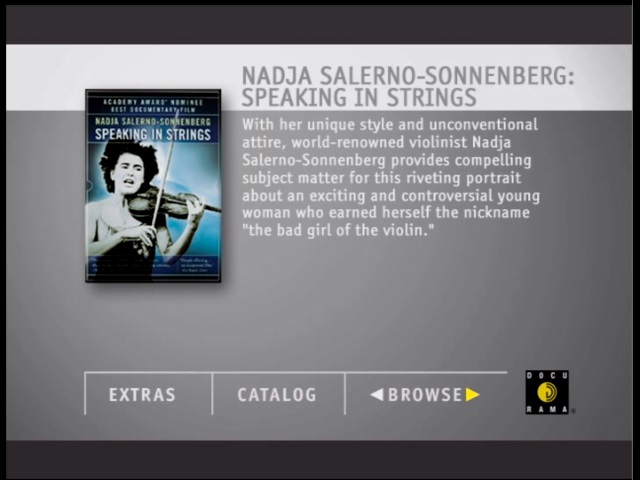 NADJA SALERNO-SONNENBERG:
SPEAKING IN STRINGS
With her unique style and unconventional
attire, world-renowned violinist Nadja
Salerno-Sonnenberg provides compelling
subject matter for this riveting portrait
about an exciting and controversial young
woman who earned herself the nickname
"the bad girl of the violin."
ACADEMY AWARD® NOMINEE
BEST DOCUMENTARY FILM
NADJA SALERNO-SONNENBERG
SPEAKING IN STRINGS
EXTRAS
CATALOG
◀BROWSE▶
DOCU
RAMA®